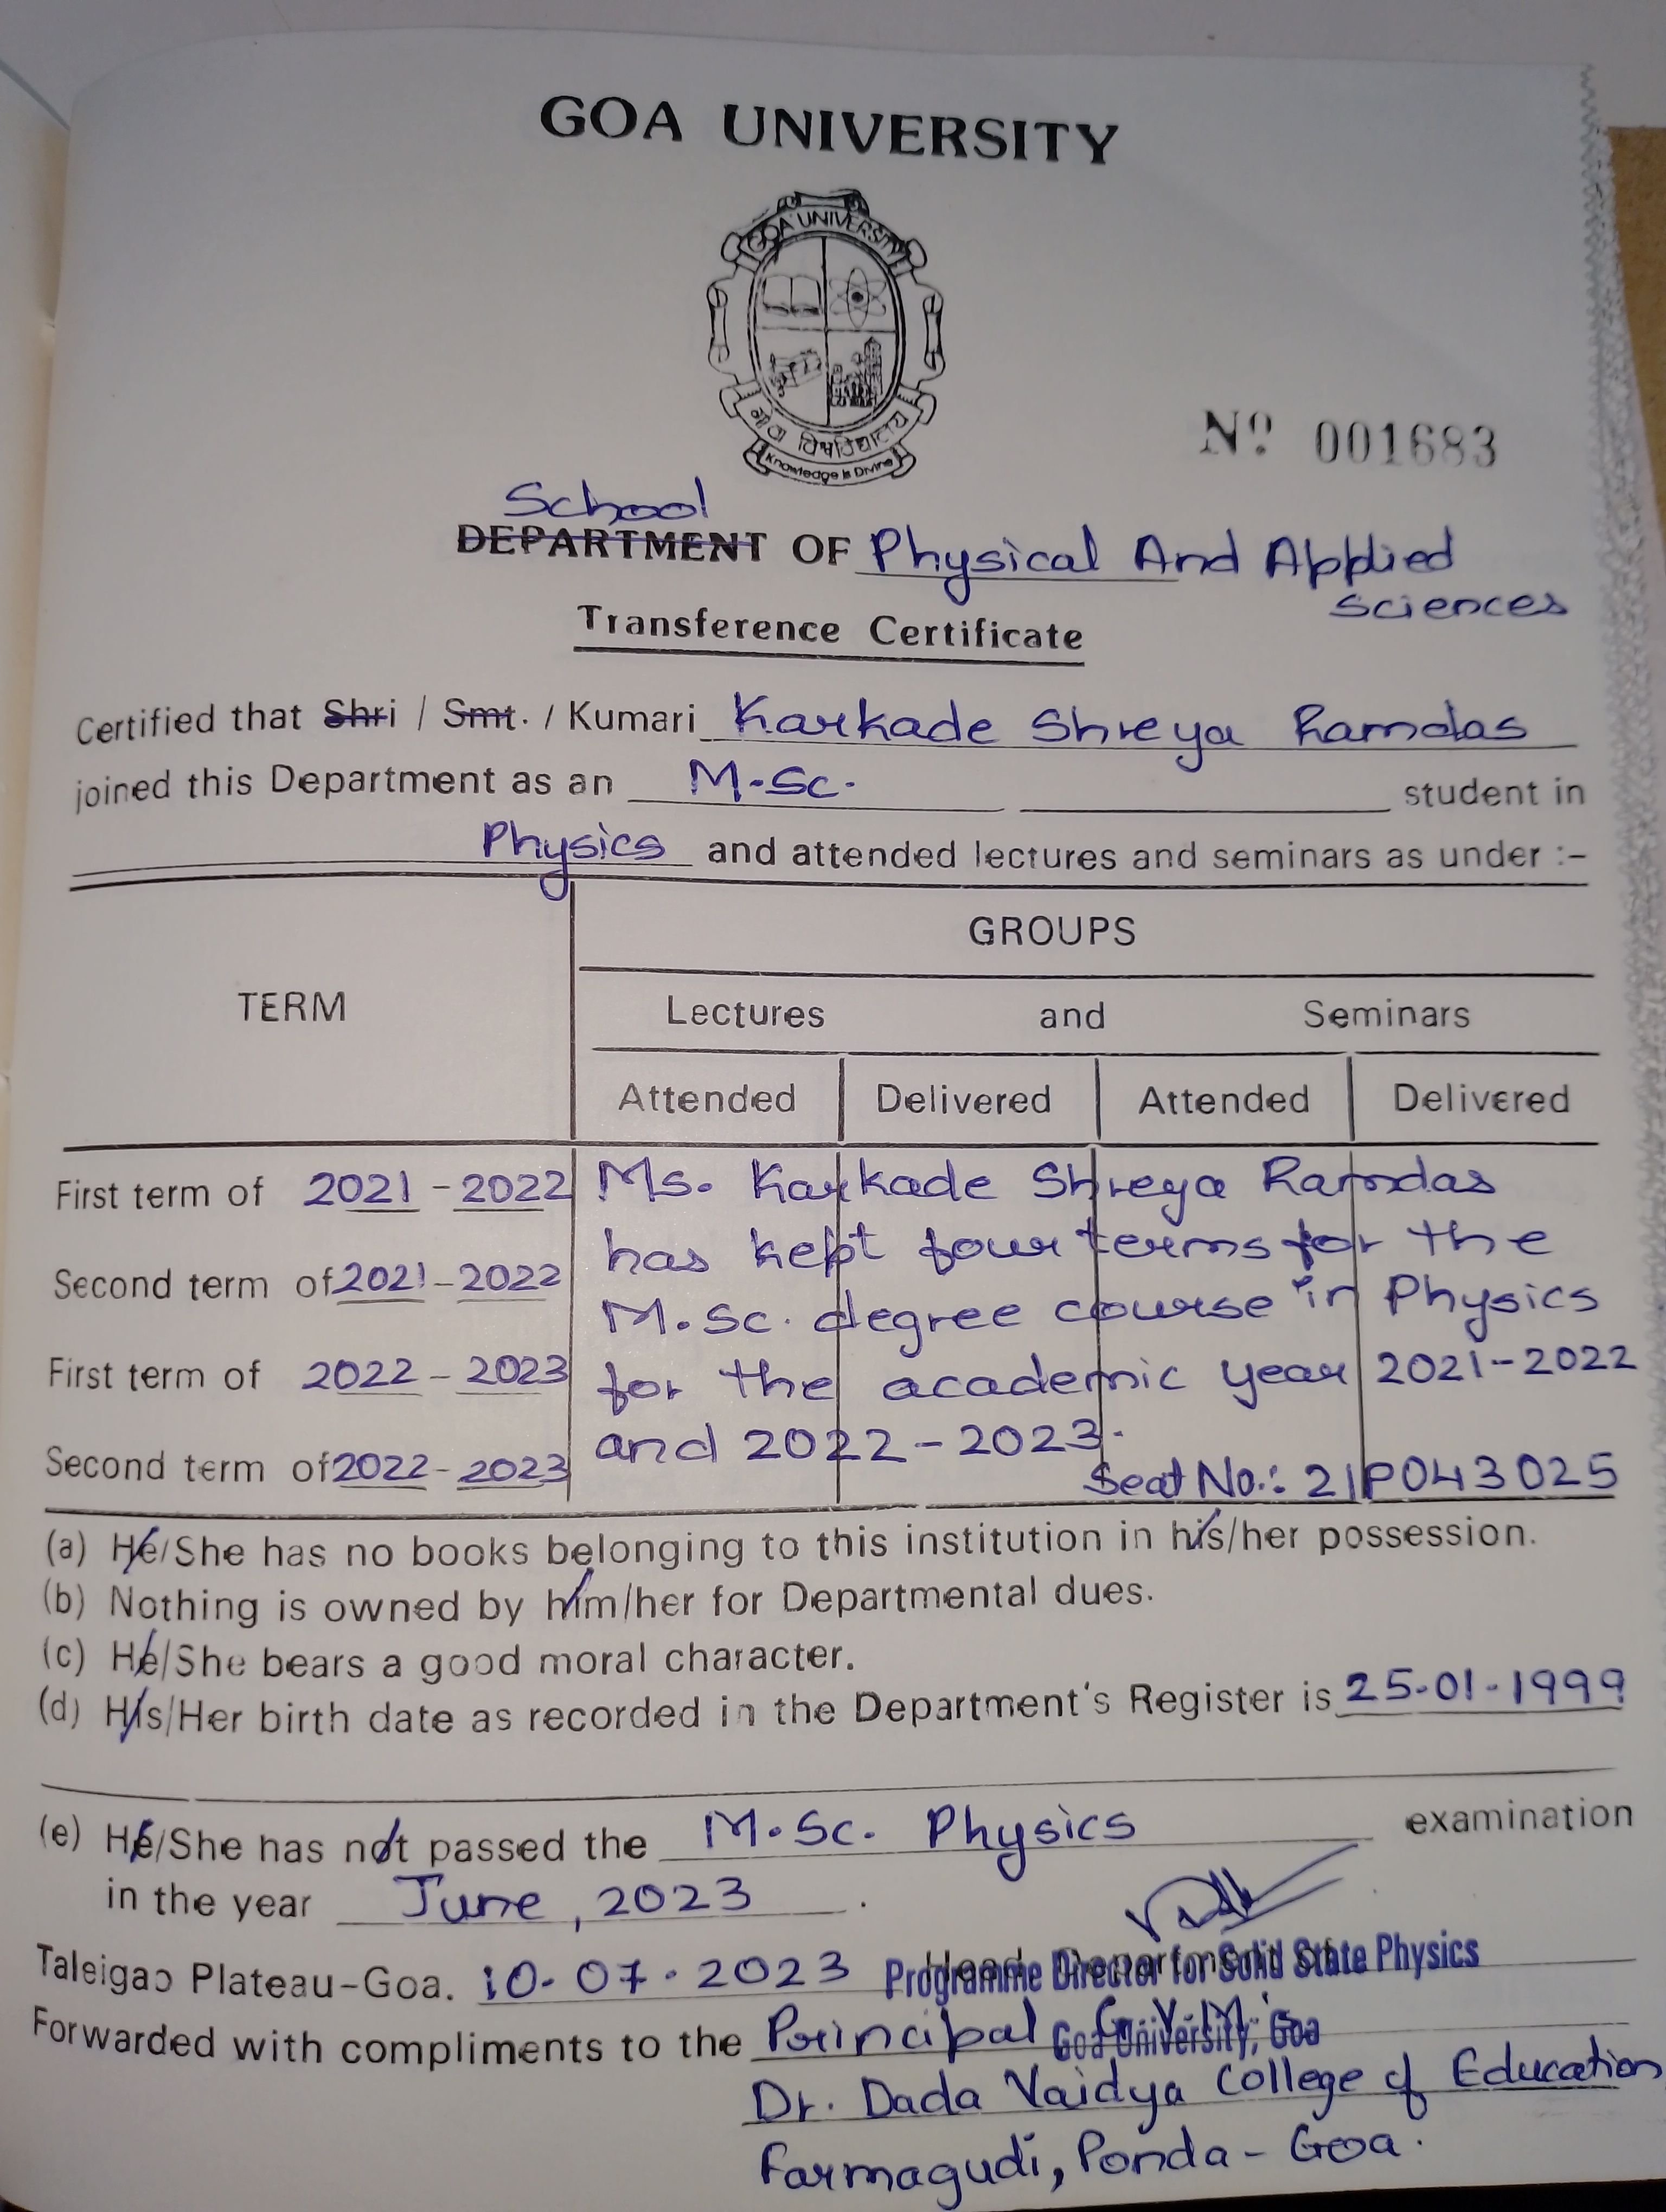 GOA UNIVERSITY
GOA UNIVERSITY
गोंय विश्वविद्यालय
Knowledge is Divine
Nº 001683
School
DEPARTMENT OF Physical And Applied
Sciences
Transference Certificate
Certified that Shri / Smt. / Kumari Karkade Shreya Ramdas
joined this Department as an M.Sc. student in
Physics and attended lectures and seminars as under :–
GROUPS
TERM
Lectures and Seminars
Attended Delivered Attended Delivered
First term of 2021 - 2022 Ms. Karkade Shreya Ramdas
has kept four terms for the
Second term of 2021 - 2022
M.Sc. degree course in Physics
First term of 2022 - 2023 for the academic year 2021-2022
and 2022-2023.
Second term of 2022 - 2023 Seat No.: 21P043025
(a) He/She has no books belonging to this institution in his/her possession.
(b) Nothing is owned by him/her for Departmental dues.
(c) He/She bears a good moral character.
(d) His/Her birth date as recorded in the Department's Register is 25-01-1999
(e) He/She has not passed the M.Sc. Physics examination
in the year June, 2023.
Taleigao Plateau-Goa. 10-07-2023 Programme Director for Solid State Physics
Forwarded with compliments to the Principal G.V.M.'s
Goa University, Goa
Dr. Dada Vaidya College of Education
Farmagudi, Ponda - Goa.